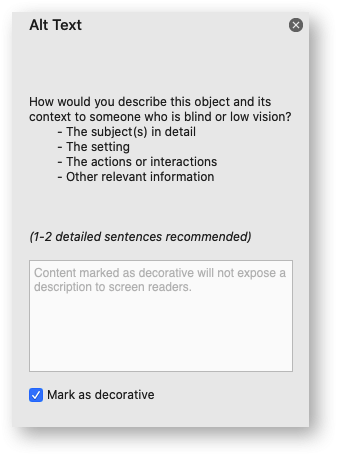 Alt Text
How would you describe this object and its
context to someone who is blind or low vision?
- The subject(s) in detail
- The setting
- The actions or interactions
- Other relevant information
(1-2 detailed sentences recommended)
Content marked as decorative will not expose a
description to screen readers.
Mark as decorative